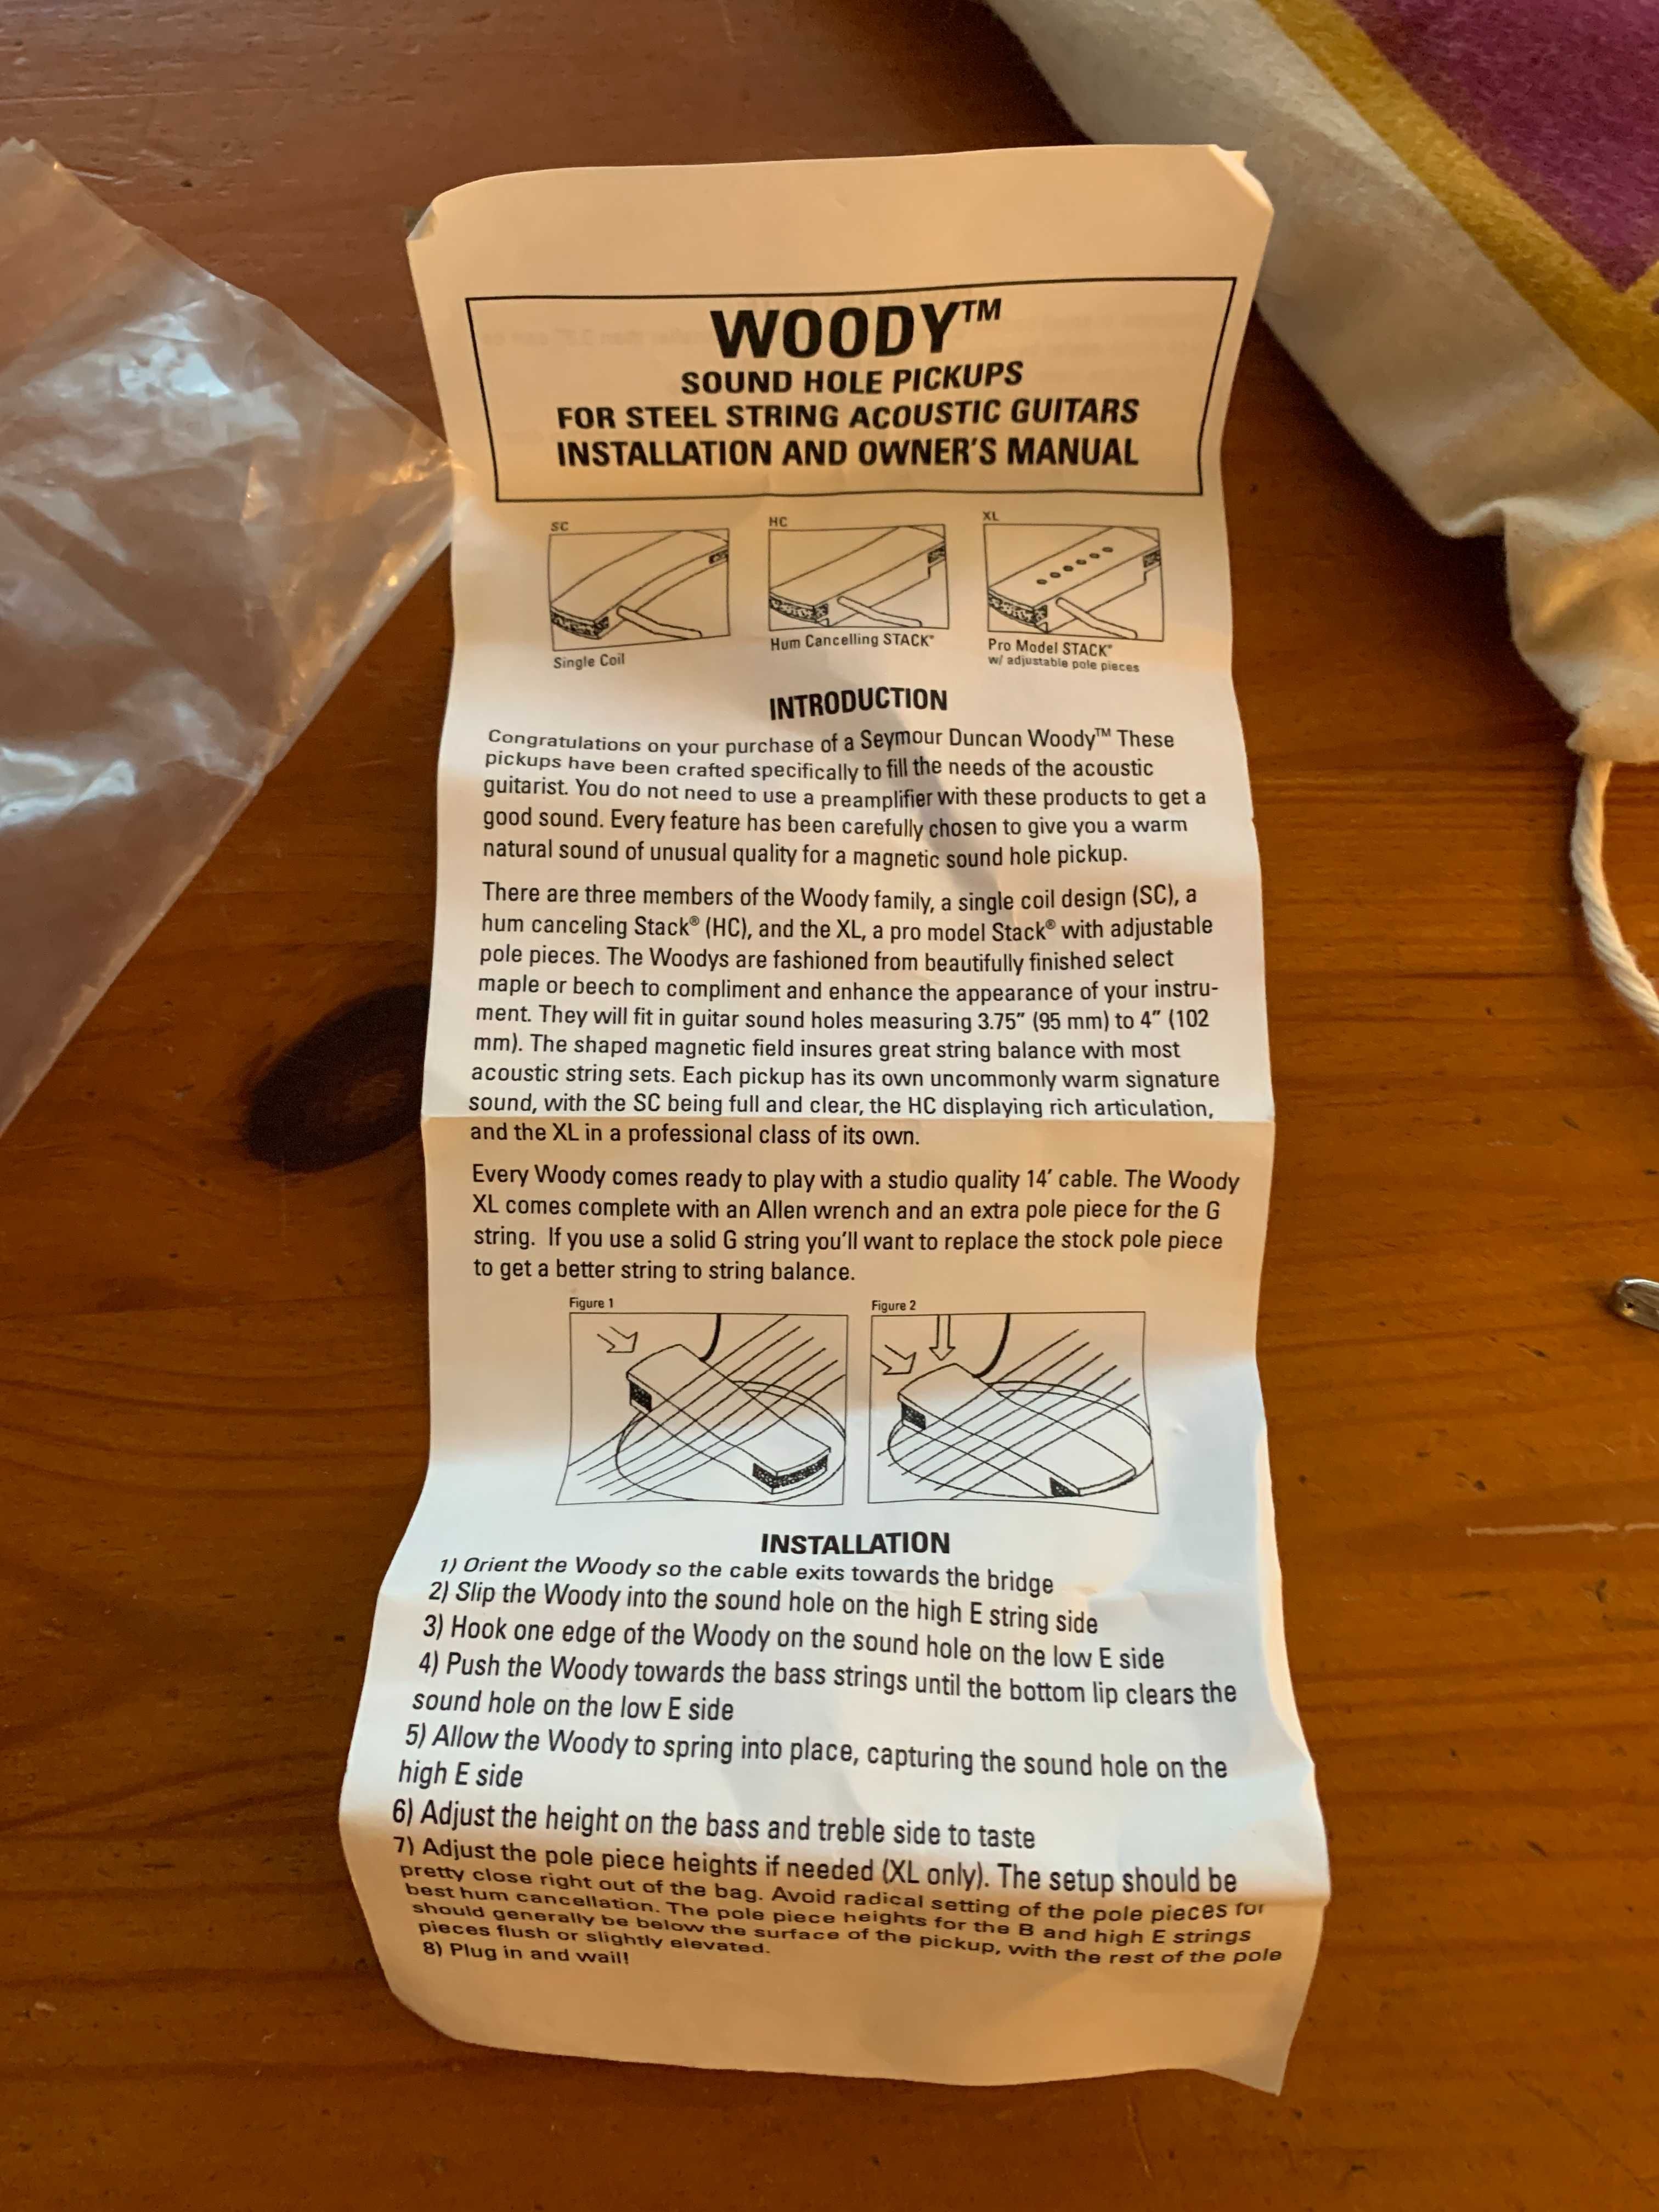 WOODY™
SOUND HOLE PICKUPS
FOR STEEL STRING ACOUSTIC GUITARS
INSTALLATION AND OWNER'S MANUAL
SC
HC
XL
Single Coil
Hum Cancelling STACK®
Pro Model STACK®
w/ adjustable pole pieces
INTRODUCTION
Congratulations on your purchase of a Seymour Duncan Woody™ These
pickups have been crafted specifically to fill the needs of the acoustic
guitarist. You do not need to use a preamplifier with these products to get a
good sound. Every feature has been carefully chosen to give you a warm
natural sound of unusual quality for a magnetic sound hole pickup.
There are three members of the Woody family, a single coil design (SC), a
hum canceling Stack® (HC), and the XL, a pro model Stack® with adjustable
pole pieces. The Woodys are fashioned from beautifully finished select
maple or beech to compliment and enhance the appearance of your instru-
ment. They will fit in guitar sound holes measuring 3.75” (95 mm) to 4” (102
mm). The shaped magnetic field insures great string balance with most
acoustic string sets. Each pickup has its own uncommonly warm signature
sound, with the SC being full and clear, the HC displaying rich articulation,
and the XL in a professional class of its own.
Every Woody comes ready to play with a studio quality 14’ cable. The Woody
XL comes complete with an Allen wrench and an extra pole piece for the G
string. If you use a solid G string you'll want to replace the stock pole piece
to get a better string to string balance.
Figure 1
Figure 2
INSTALLATION
1) Orient the Woody so the cable exits towards the bridge
2) Slip the Woody into the sound hole on the high E string side
3) Hook one edge of the Woody on the sound hole on the low E side
4) Push the Woody towards the bass strings until the bottom lip clears the
sound hole on the low E side
5) Allow the Woody to spring into place, capturing the sound hole on the
high E side
6) Adjust the height on the bass and treble side to taste
7) Adjust the pole piece heights if needed (XL only). The setup should be
pretty close right out of the bag. Avoid radical setting of the pole pieces for
best hum cancellation. The pole piece heights for the B and high E strings
should generally be below the surface of the pickup, with the rest of the pole
pieces flush or slightly elevated.
8) Plug in and wail!